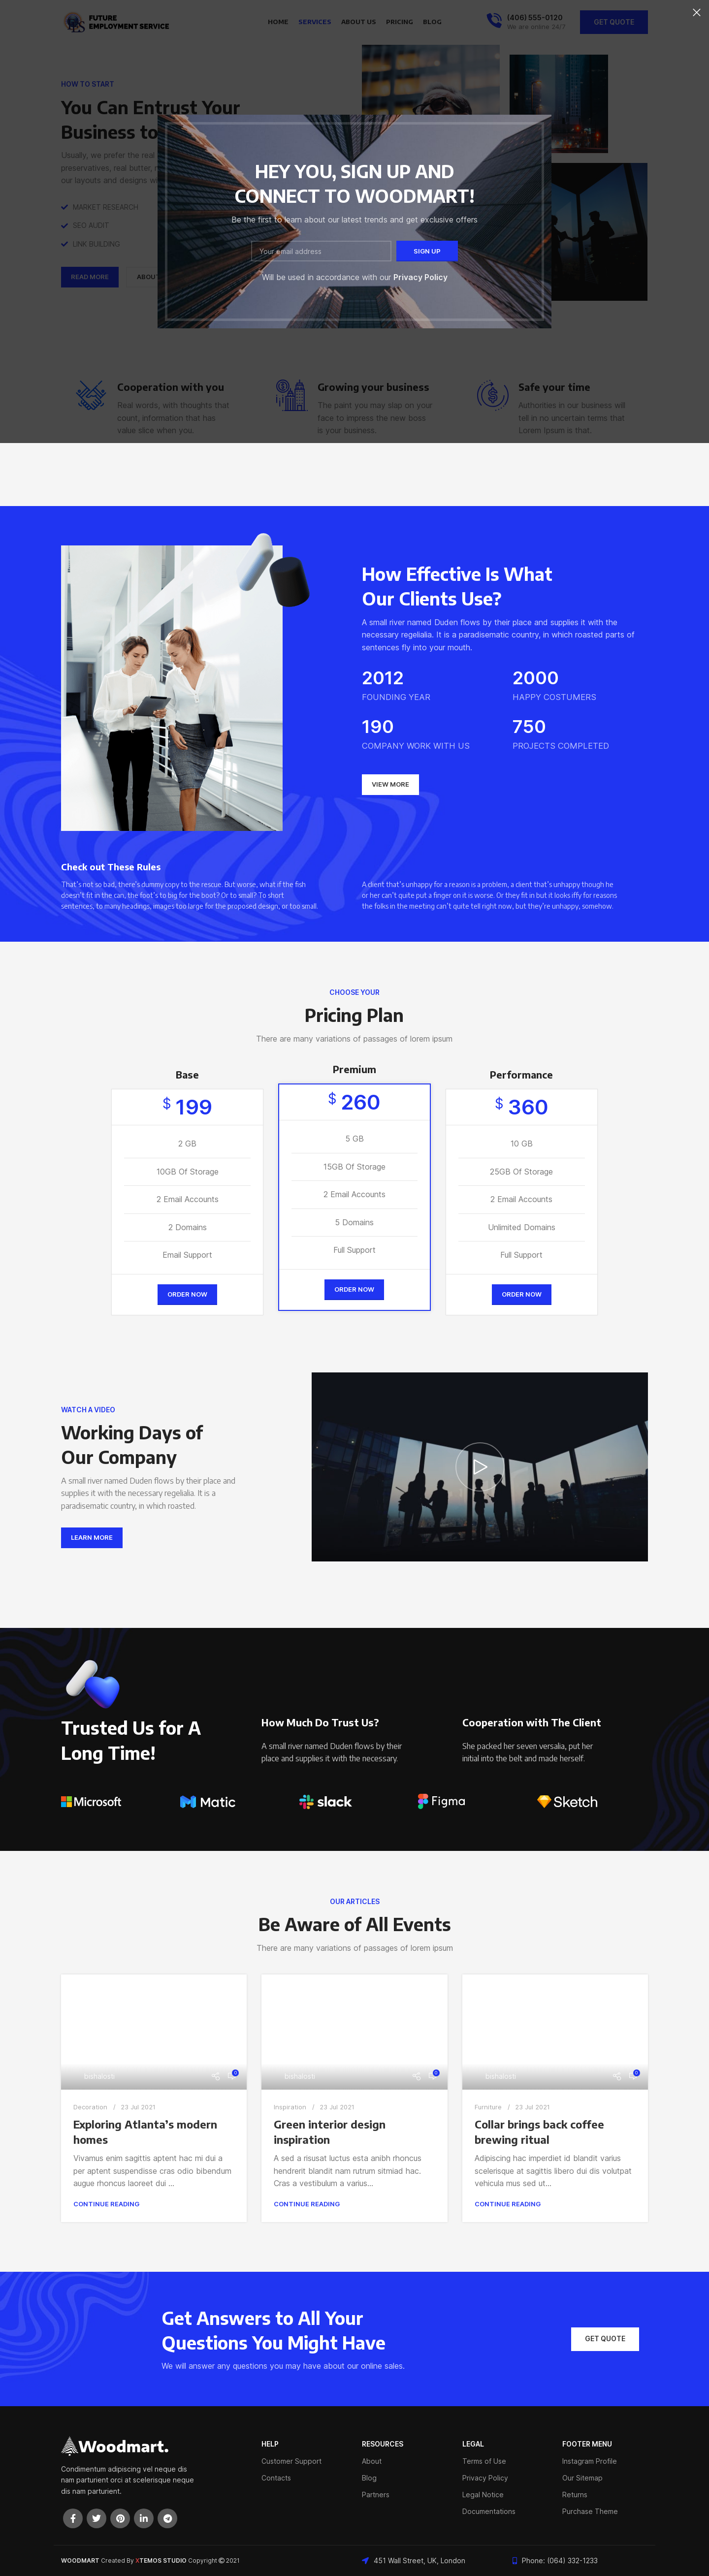 FUTURE
EMPLOYMENT SERVICE
HOME SERVICES ABOUT US PRICING BLOG
(406) 555-0120
We are online 24/7
GET QUOTE
HOW TO START
You Can Entrust Your
Business to
Usually, we prefer the real
preservatives, real butter,
our layouts and designs
MARKET RESEARCH
SEO AUDIT
LINK BUILDING
READ MORE
HEY YOU, SIGN UP AND
CONNECT TO WOODMART!
Be the first to learn about our latest trends and get exclusive offers
Your email address
SIGN UP
Will be used in accordance with our Privacy Policy
Cooperation with you
Real words, with thoughts that
count, information that has
value slice when you.
Growing your business
The paint you may slap on your
face to impress the new boss
is your business.
Safe your time
Authorities in our business will
tell in no uncertain terms that
Lorem Ipsum is that.
How Effective Is What
Our Clients Use?
A small river named Duden flows by their place and supplies it with the
necessary regelialia. It is a paradisematic country, in which roasted parts of
sentences fly into your mouth.
2012
FOUNDING YEAR
2000
HAPPY COSTUMERS
190
COMPANY WORK WITH US
750
PROJECTS COMPLETED
VIEW MORE
Check out These Rules
That's not so bad, there's dummy copy to the rescue. But worse, what if the fish
doesn't fit in the can, the foot's to big for the boot? Or to small? To short
sentences, to many headings, images too large for the proposed design, or too small.
A client that's unhappy for a reason is a problem, a client that's unhappy though he
or her can't quite put a finger on it is worse. Or they fit in but it looks iffy for reasons
the folks in the meeting can't quite tell right now, but they're unhappy, somehow.
CHOOSE YOUR
Pricing Plan
There are many variations of passages of lorem ipsum
Base
$ 199
2 GB
10GB Of Storage
2 Email Accounts
2 Domains
Email Support
ORDER NOW
Premium
$ 260
5 GB
15GB Of Storage
2 Email Accounts
5 Domains
Full Support
ORDER NOW
Performance
$ 360
10 GB
25GB Of Storage
2 Email Accounts
Unlimited Domains
Full Support
ORDER NOW
WATCH A VIDEO
Working Days of
Our Company
A small river named Duden flows by their place and
supplies it with the necessary regelialia. It is a
paradisematic country, in which roasted.
LEARN MORE
Trusted Us for A
Long Time!
How Much Do Trust Us?
A small river named Duden flows by their
place and supplies it with the necessary.
Cooperation with The Client
She packed her seven versalia, put her
initial into the belt and made herself.
Microsoft
Matic
slack
Figma
Sketch
OUR ARTICLES
Be Aware of All Events
There are many variations of passages of lorem ipsum
0
Decoration / 23 Jul 2021
Exploring Atlanta's modern
homes
Vivamus enim sagittis aptent hac mi dui a
per aptent suspendisse cras odio bibendum
augue rhoncus laoreet dui ...
CONTINUE READING
0
Inspiration / 23 Jul 2021
Green interior design
inspiration
A sed a risusat luctus esta anibh rhoncus
hendrerit blandit nam rutrum sitmiad hac.
Cras a vestibulum a varius...
CONTINUE READING
0
Furniture / 23 Jul 2021
Collar brings back coffee
brewing ritual
Adipiscing hac imperdiet id blandit varius
scelerisque at sagittis libero dui dis volutpat
vehicula mus sed ut...
CONTINUE READING
Get Answers to All Your
Questions You Might Have
We will answer any questions you may have about our online sales.
GET QUOTE
Woodmart.
Condimentum adipiscing vel neque dis
nam parturient orci at scelerisque neque
dis nam parturient.
HELP
Customer Support
Contacts
RESOURCES
About
Blog
Partners
LEGAL
Terms of Use
Privacy Policy
Legal Notice
Documentations
FOOTER MENU
Instagram Profile
Our Sitemap
Returns
Purchase Theme
WOODMART Created By XTEMOS STUDIO Copyright © 2021
451 Wall Street, UK, London
Phone: (064) 332-1233